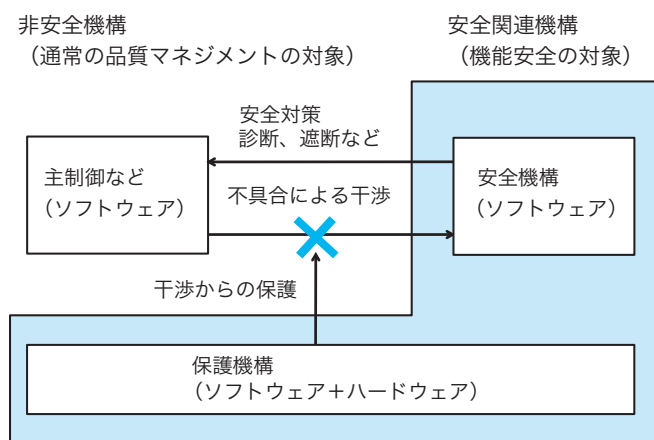 非安全機構
（通常の品質マネジメントの対象）
安全関連機構
（機能安全の対象）
安全対策
診断、遮断など
主制御など
（ソフトウェア）
不具合による干渉
安全機構
（ソフトウェア）
干渉からの保護
保護機構
（ソフトウェア＋ハードウェア）